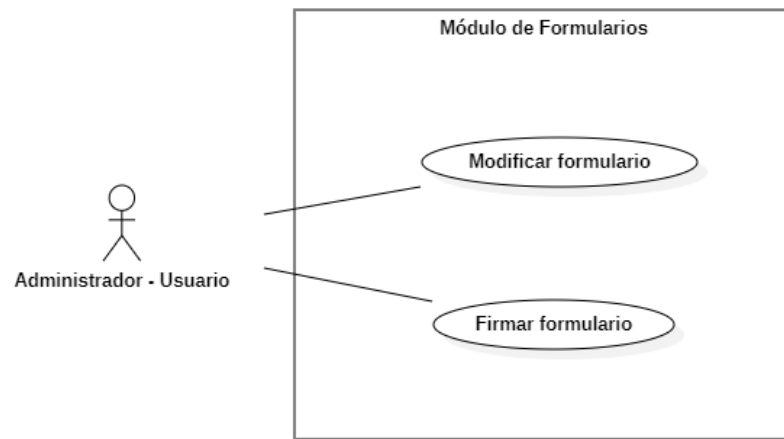 Módulo de Formularios
Modificar formulario
Administrador - Usuario
Firmar formulario